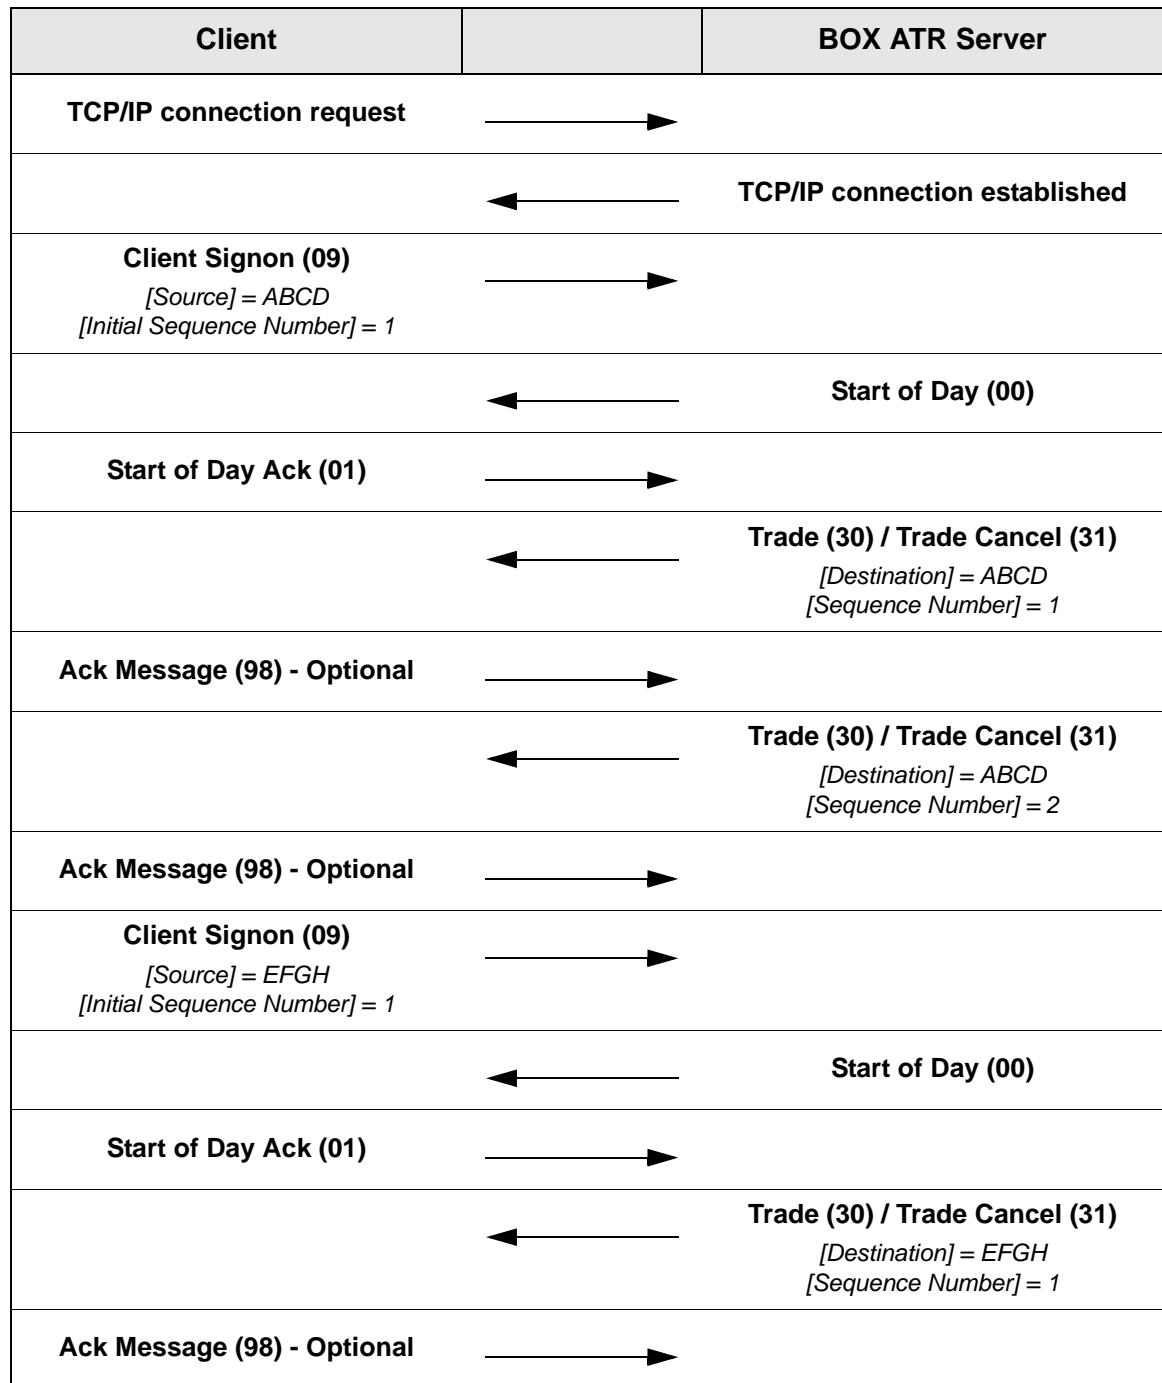 Client
BOX ATR Server
TCP/IP connection request
TCP/IP connection established
Client Signon (09)
[Source] = ABCD
[Initial Sequence Number] = 1
Start of Day (00)
Start of Day Ack (01)
Trade (30) / Trade Cancel (31)
[Destination] = ABCD
[Sequence Number] = 1
Ack Message (98) - Optional
Trade (30) / Trade Cancel (31)
[Destination] = ABCD
[Sequence Number] = 2
Ack Message (98) - Optional
Client Signon (09)
[Source] = EFGH
[Initial Sequence Number] = 1
Start of Day (00)
Start of Day Ack (01)
Trade (30) / Trade Cancel (31)
[Destination] = EFGH
[Sequence Number] = 1
Ack Message (98) - Optional